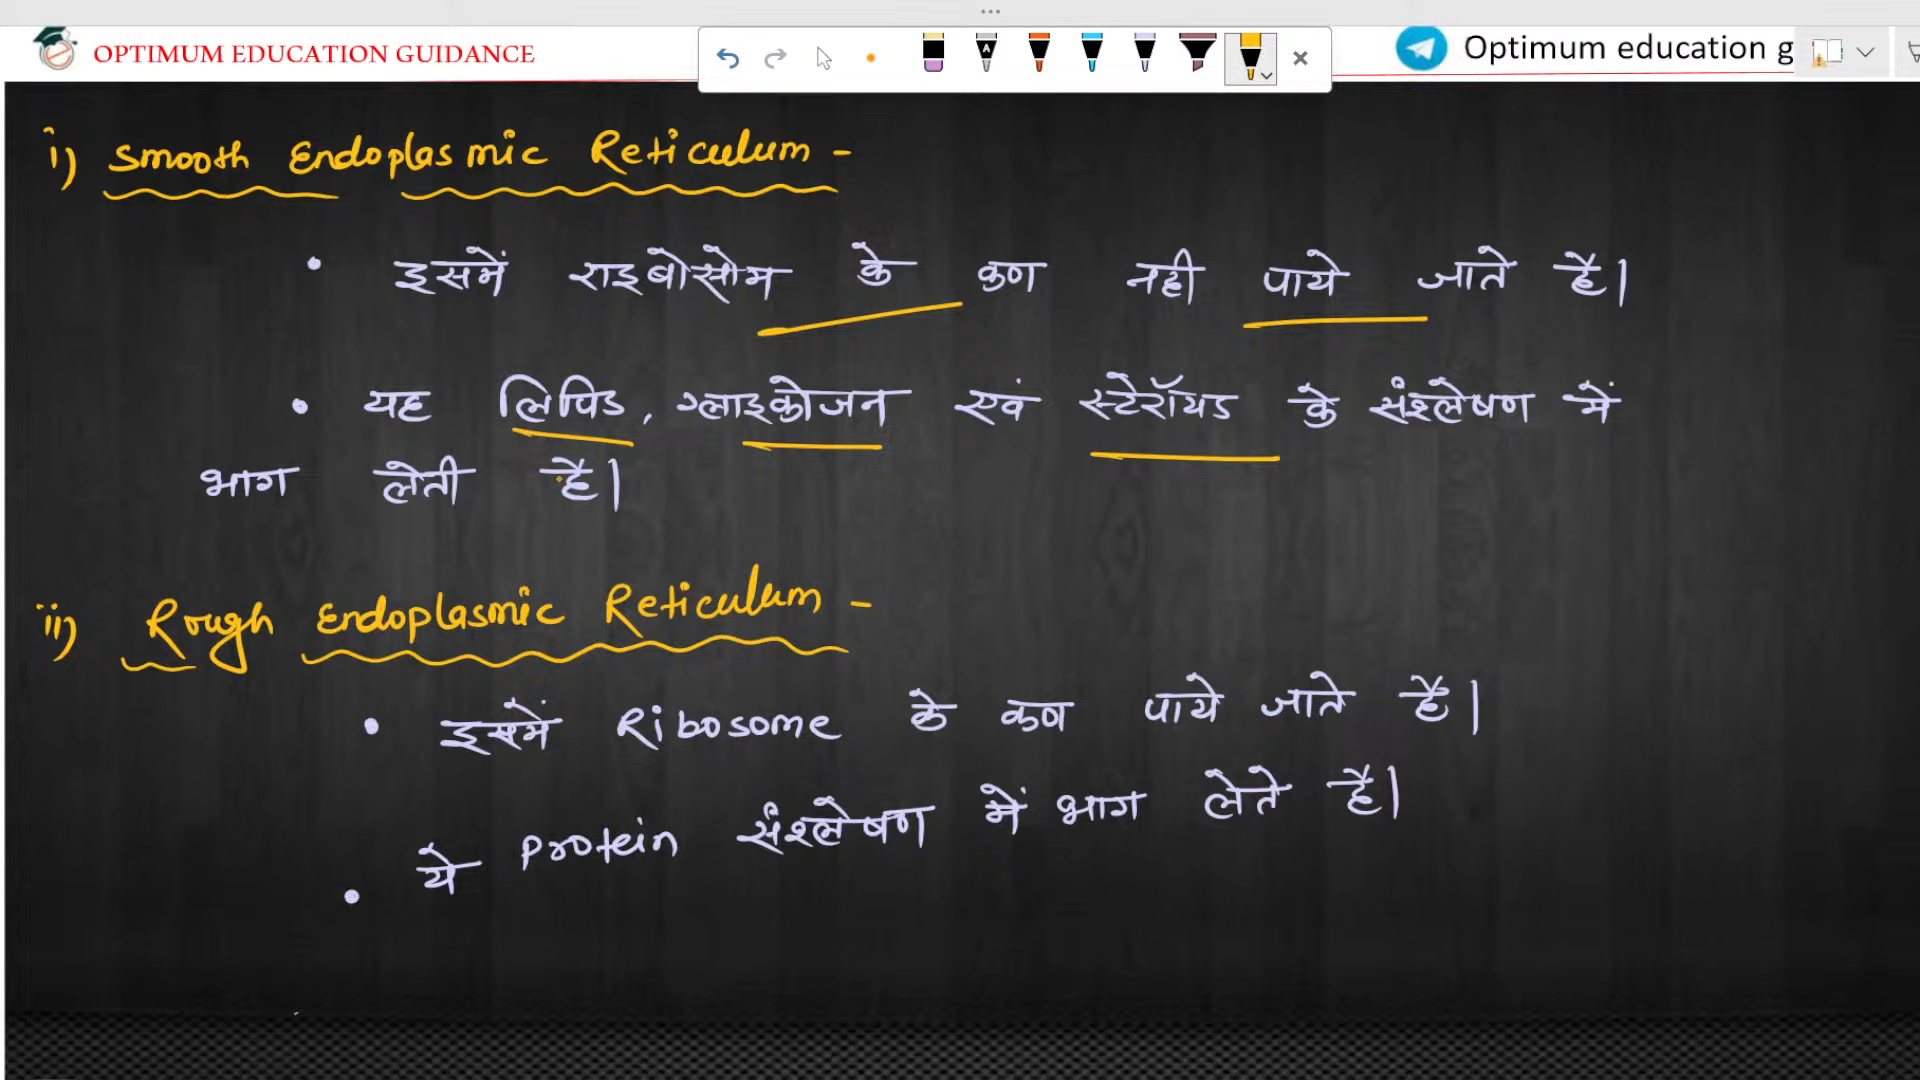 OPTIMUM EDUCATION GUIDANCE
Optimum education g
i) Smooth Endoplasmic Reticulum -
• इसमें राइबोसोम के कण नही पाये जाते है।
• यह लिपिड, ग्लाइकोजन एवं स्टेरॉयड के संश्लेषण में
भाग लेती है।
ii) Rough Endoplasmic Reticulum -
• इसमें Ribosome के कण पाये जाते है।
• ये protein संश्लेषण में भाग लेते है।